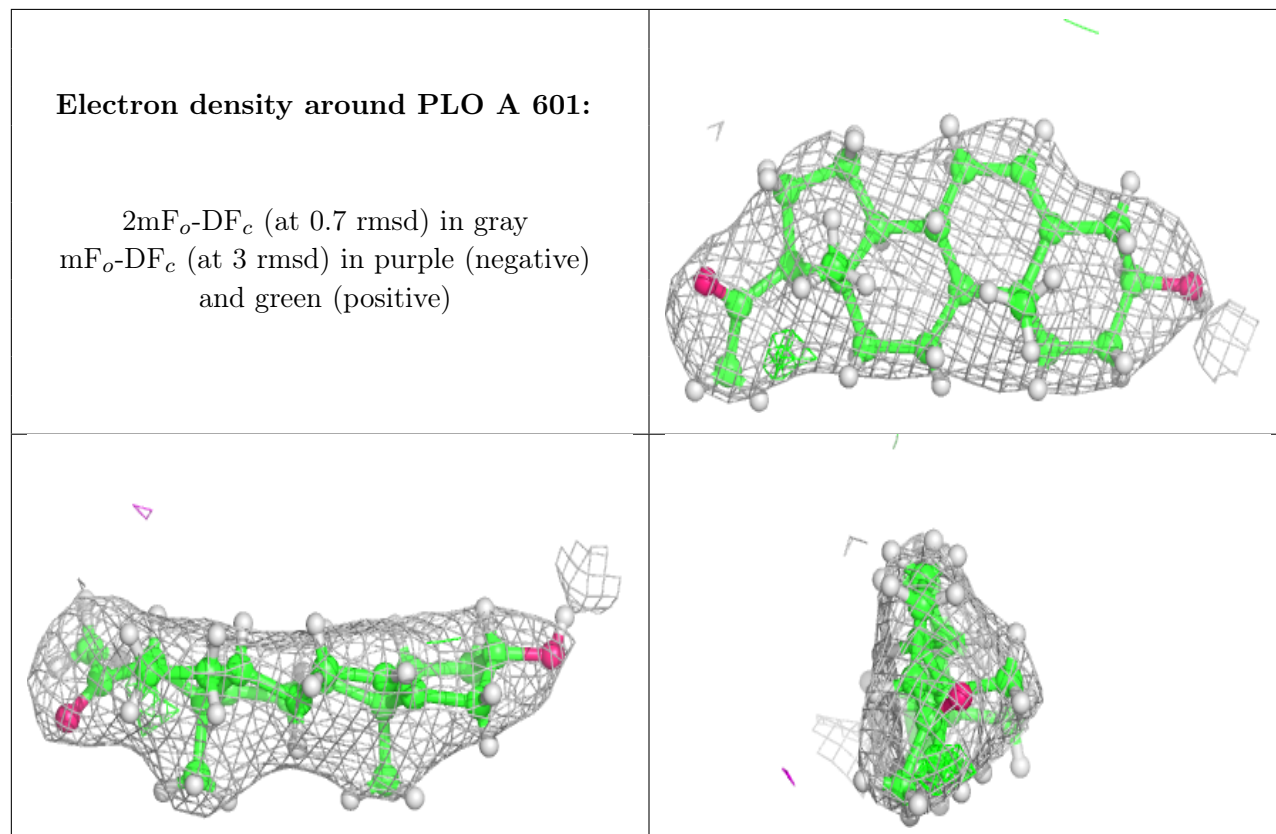 Electron density around PLO A 601:
2mFo-DFc (at 0.7 rmsd) in gray
mFo-DFc (at 3 rmsd) in purple (negative)
and green (positive)